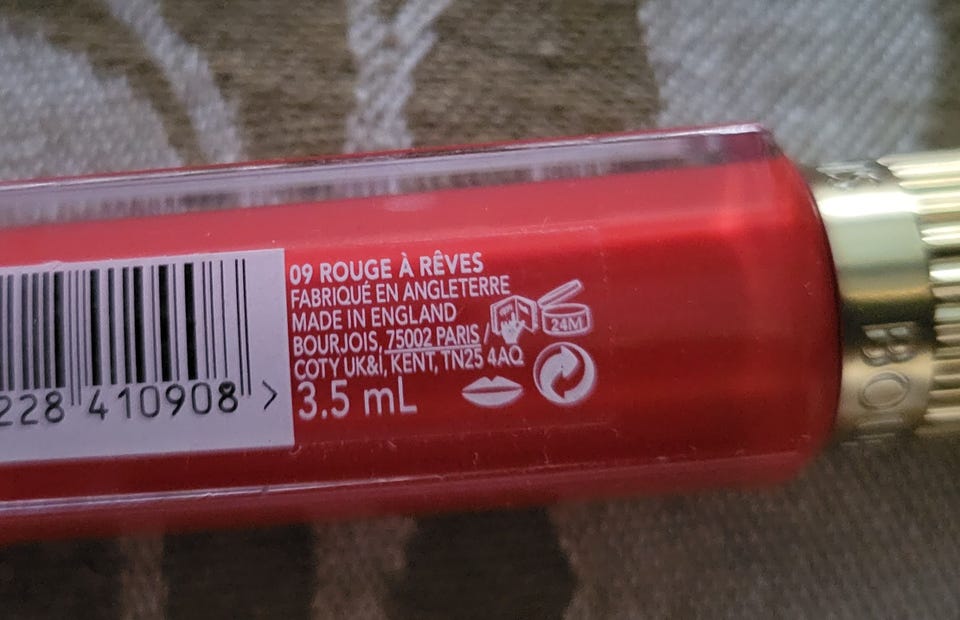 09 ROUGE À RÊVES
FABRIQUÉ EN ANGLETERRE
MADE IN ENGLAND
BOURJOIS, 75002 PARIS /
COTY UK&I, KENT, TN25 4AQ
3.5 mL
24M
228 410908 >